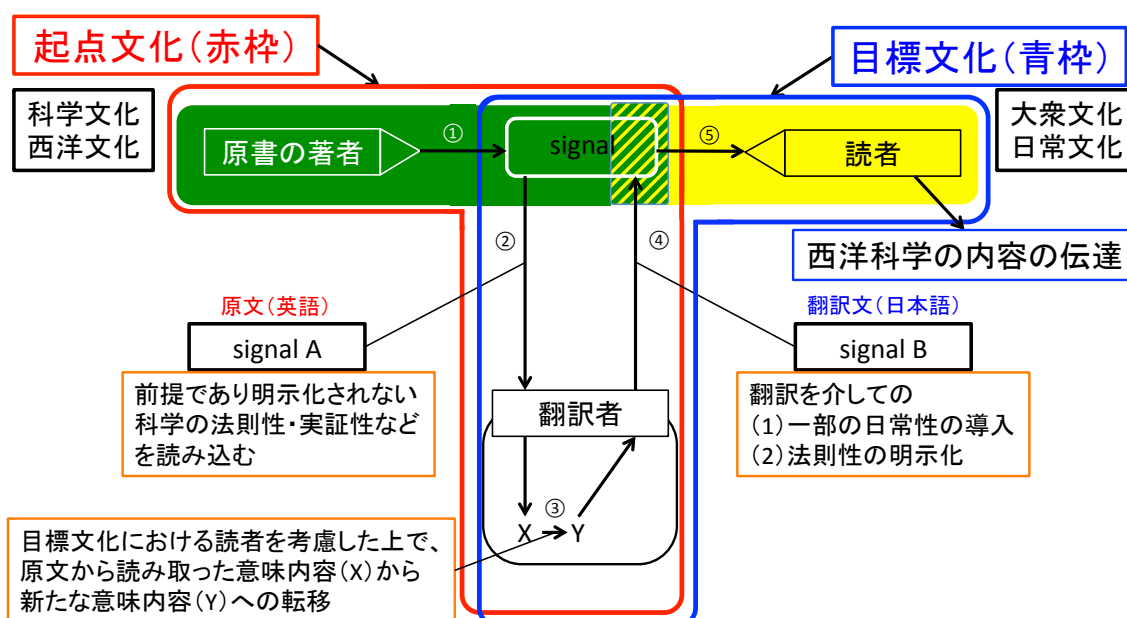 起点文化(赤枠)
目標文化(青枠)
科学文化
西洋文化
大衆文化
日常文化
原書の著者
①
signal
⑤
読者
②
④
西洋科学の内容の伝達
原文(英語)
signal A
前提であり明示化されない
科学の法則性・実証性など
を読み込む
翻訳文(日本語)
signal B
翻訳を介しての
(1)一部の日常性の導入
(2)法則性の明示化
翻訳者
③
X
Y
目標文化における読者を考慮した上で、
原文から読み取った意味内容(X)から
新たな意味内容(Y)への転移